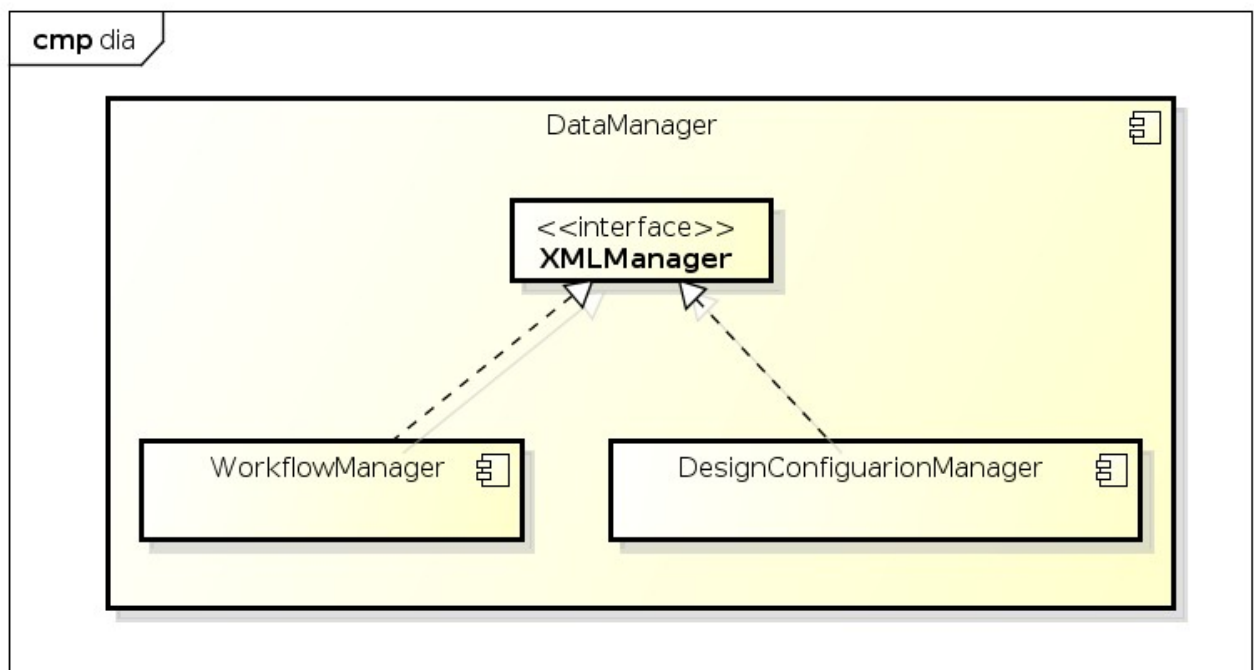 cmp dia
DataManager
<<interface>>
XMLManager
WorkflowManager
DesignConfiguarionManager